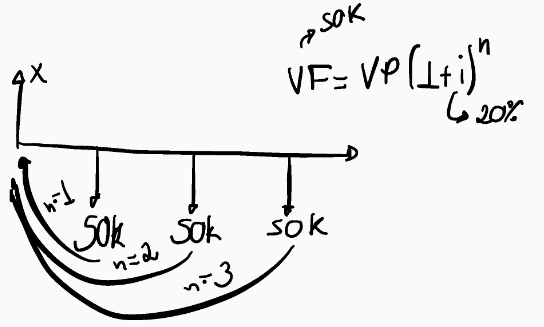 50K
X
VF = VP(1+i)^n
20%
n=1
50k 50k 50K
n=2
n=3